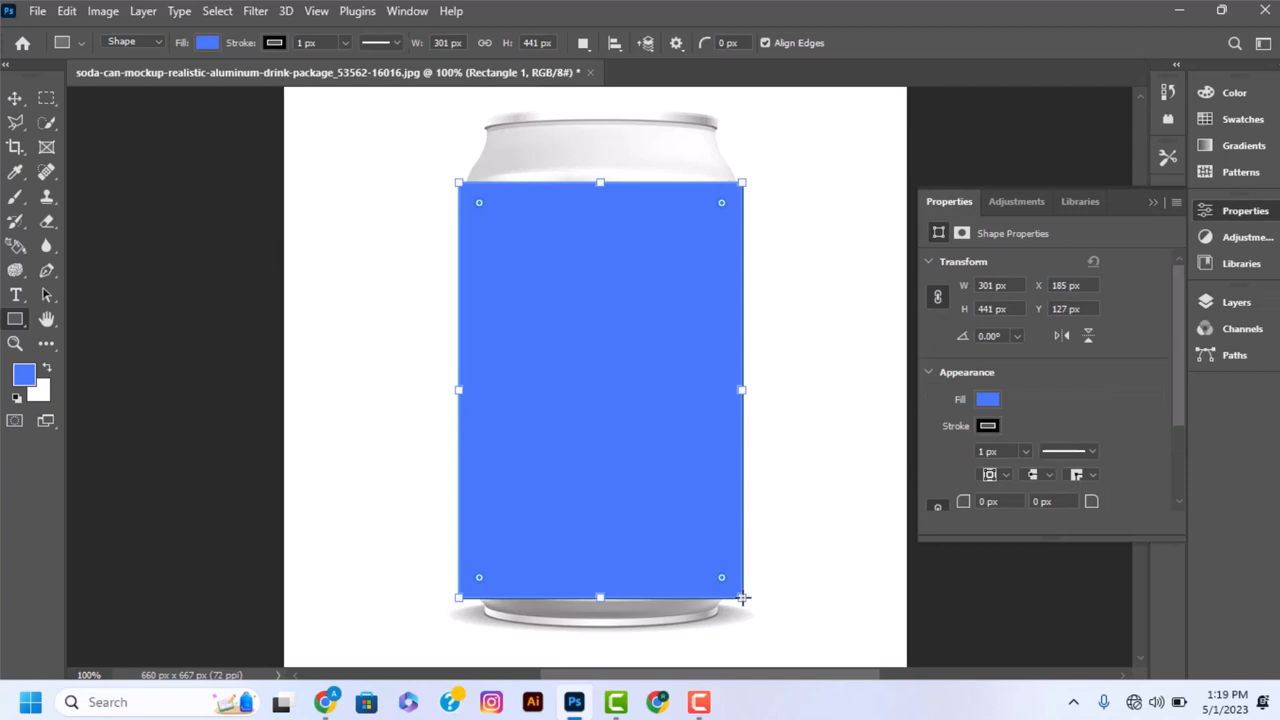 Ps File Edit Image Layer Type Select Filter 3D View Plugins Window Help
Shape Fill: Stroke: 1 px W: 301 px H: 441 px 0 px Align Edges
soda-can-mockup-realistic-aluminum-drink-package_53562-16016.jpg @ 100% (Rectangle 1, RGB/8#) *
Color
Swatches
Gradients
Patterns
Properties
Adjustme...
Libraries
Layers
Channels
Paths
Properties Adjustments Libraries
Shape Properties
Transform
W 301 px X 185 px
H 441 px Y 127 px
0.00°
Appearance
Fill
Stroke
1 px
0 px 0 px
100% 660 px x 667 px (72 ppi)
Search
A
Ai
Ps
C
R
C
1:19 PM
5/1/2023